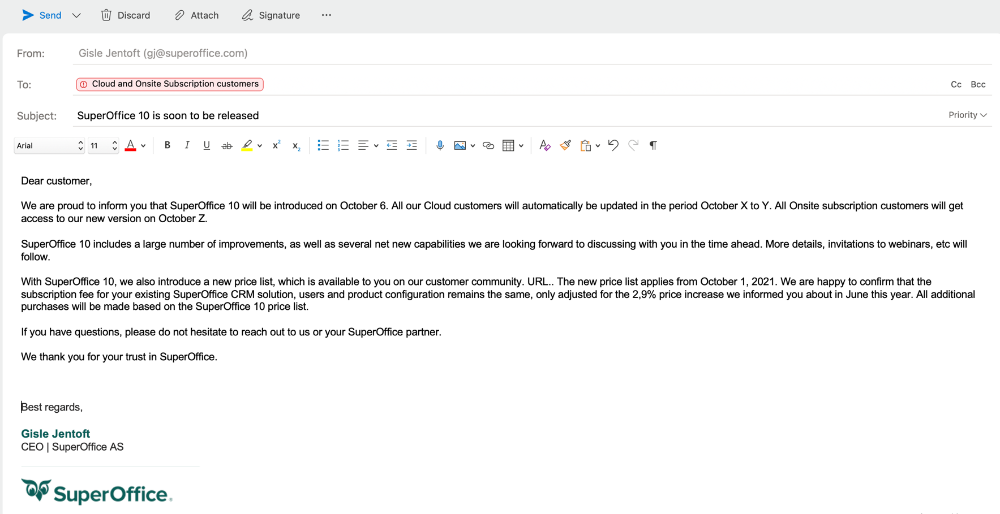 Send Discard Attach Signature ...
From: Gisle Jentoft (gj@superoffice.com)
To: Cloud and Onsite Subscription customers Cc Bcc
Subject: SuperOffice 10 is soon to be released Priority
Arial 11 A B I U ab x² x₂ ¶
Dear customer,
We are proud to inform you that SuperOffice 10 will be introduced on October 6. All our Cloud customers will automatically be updated in the period October X to Y. All Onsite subscription customers will get
access to our new version on October Z.
SuperOffice 10 includes a large number of improvements, as well as several net new capabilities we are looking forward to discussing with you in the time ahead. More details, invitations to webinars, etc will
follow.
With SuperOffice 10, we also introduce a new price list, which is available to you on our customer community. URL.. The new price list applies from October 1, 2021. We are happy to confirm that the
subscription fee for your existing SuperOffice CRM solution, users and product configuration remains the same, only adjusted for the 2,9% price increase we informed you about in June this year. All additional
purchases will be made based on the SuperOffice 10 price list.
If you have questions, please do not hesitate to reach out to us or your SuperOffice partner.
We thank you for your trust in SuperOffice.
Best regards,
Gisle Jentoft
CEO | SuperOffice AS
SuperOffice®